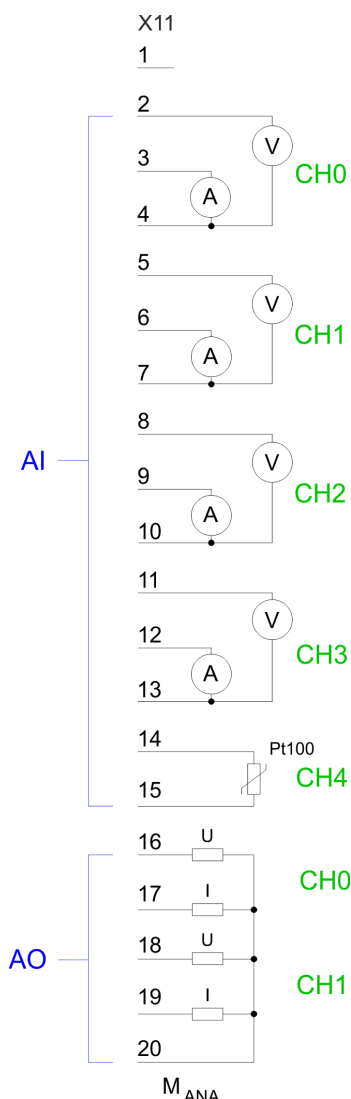 X11
1
2
V
CH0
3
A
4
5
V
CH1
6
A
7
8
V
AI
CH2
9
A
10
11
V
12
CH3
A
13
14
Pt100
CH4
15
16 U
CH0
17 I
18 U
AO
CH1
19 I
20
M ANA